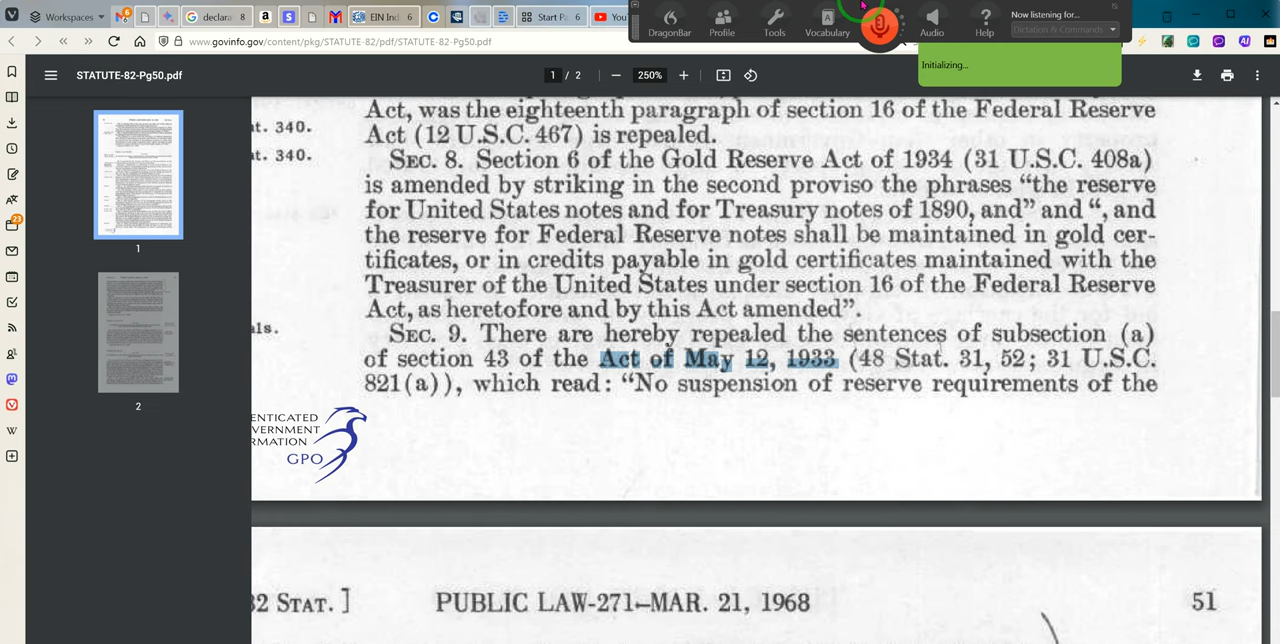 Workspaces
6
declara
8
EIN Ind
6
Start Pa
6
You
DragonBar
Profile
Tools
Vocabulary
Audio
Help
Now listening for...
Dictation & Commands
Initializing...
www.govinfo.gov/content/pkg/STATUTE-82/pdf/STATUTE-82-Pg50.pdf
STATUTE-82-Pg50.pdf
1 / 2
250%
23
1
2
Act, was the eighteenth paragraph of section 16 of the Federal Reserve
t. 340.
Act (12 U.S.C. 467) is repealed.
t. 340.
SEC. 8. Section 6 of the Gold Reserve Act of 1934 (31 U.S.C. 408a)
is amended by striking in the second proviso the phrases “the reserve
for United States notes and for Treasury notes of 1890, and” and “, and
the reserve for Federal Reserve notes shall be maintained in gold cer-
tificates, or in credits payable in gold certificates maintained with the
Treasurer of the United States under section 16 of the Federal Reserve
Act, as heretofore and by this Act amended”.
ls.
SEC. 9. There are hereby repealed the sentences of subsection (a)
of section 43 of the Act of May 12, 1933 (48 Stat. 31, 52; 31 U.S.C.
821(a)), which read: “No suspension of reserve requirements of the
ENTICATED
VERNMENT
RMATION
GPO
82 STAT. ]
PUBLIC LAW-271-MAR. 21, 1968
51